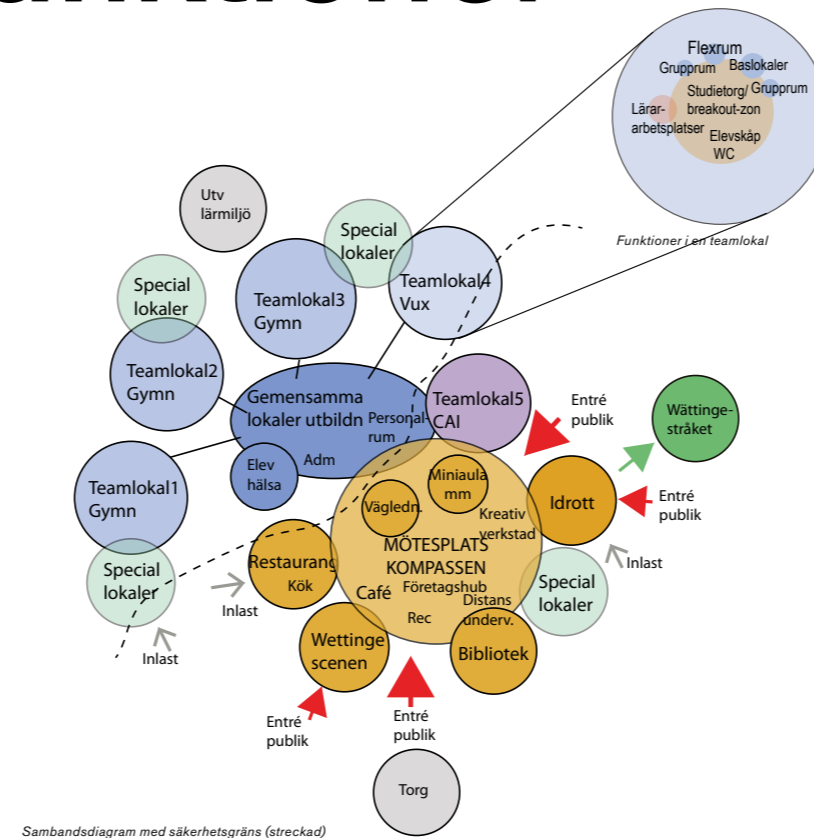 Flexrum
Grupprum
Baslokaler
Studietorg/
breakout-zon
Grupprum
Lärar-
arbetsplatser
Elevskåp
WC
Funktioner i en teamlokal
Utv
lärmiljö
Special
lokaler
Teamlokal4
Vux
Teamlokal3
Gymn
Special
lokaler
Teamlokal2
Gymn
Gemensamma
lokaler utbildn
Personal-
rum
Adm
Elev
hälsa
Teamlokal5
CAI
Entré
publik
Wättinge-
stråket
Teamlokal1
Gymn
Special
lokaler
Inlast
Miniaula
mm
Vägledn.
Kreativ
verkstad
MÖTESPLATS
KOMPASSEN
Företagshub
Café
Distans
underv.
Rec
Idrott
Entré
publik
Inlast
Special
lokaler
Restaurang
Kök
Inlast
Wettinge
scenen
Bibliotek
Entré
publik
Entré
publik
Torg
Sambandsdiagram med säkerhetsgräns (streckad)